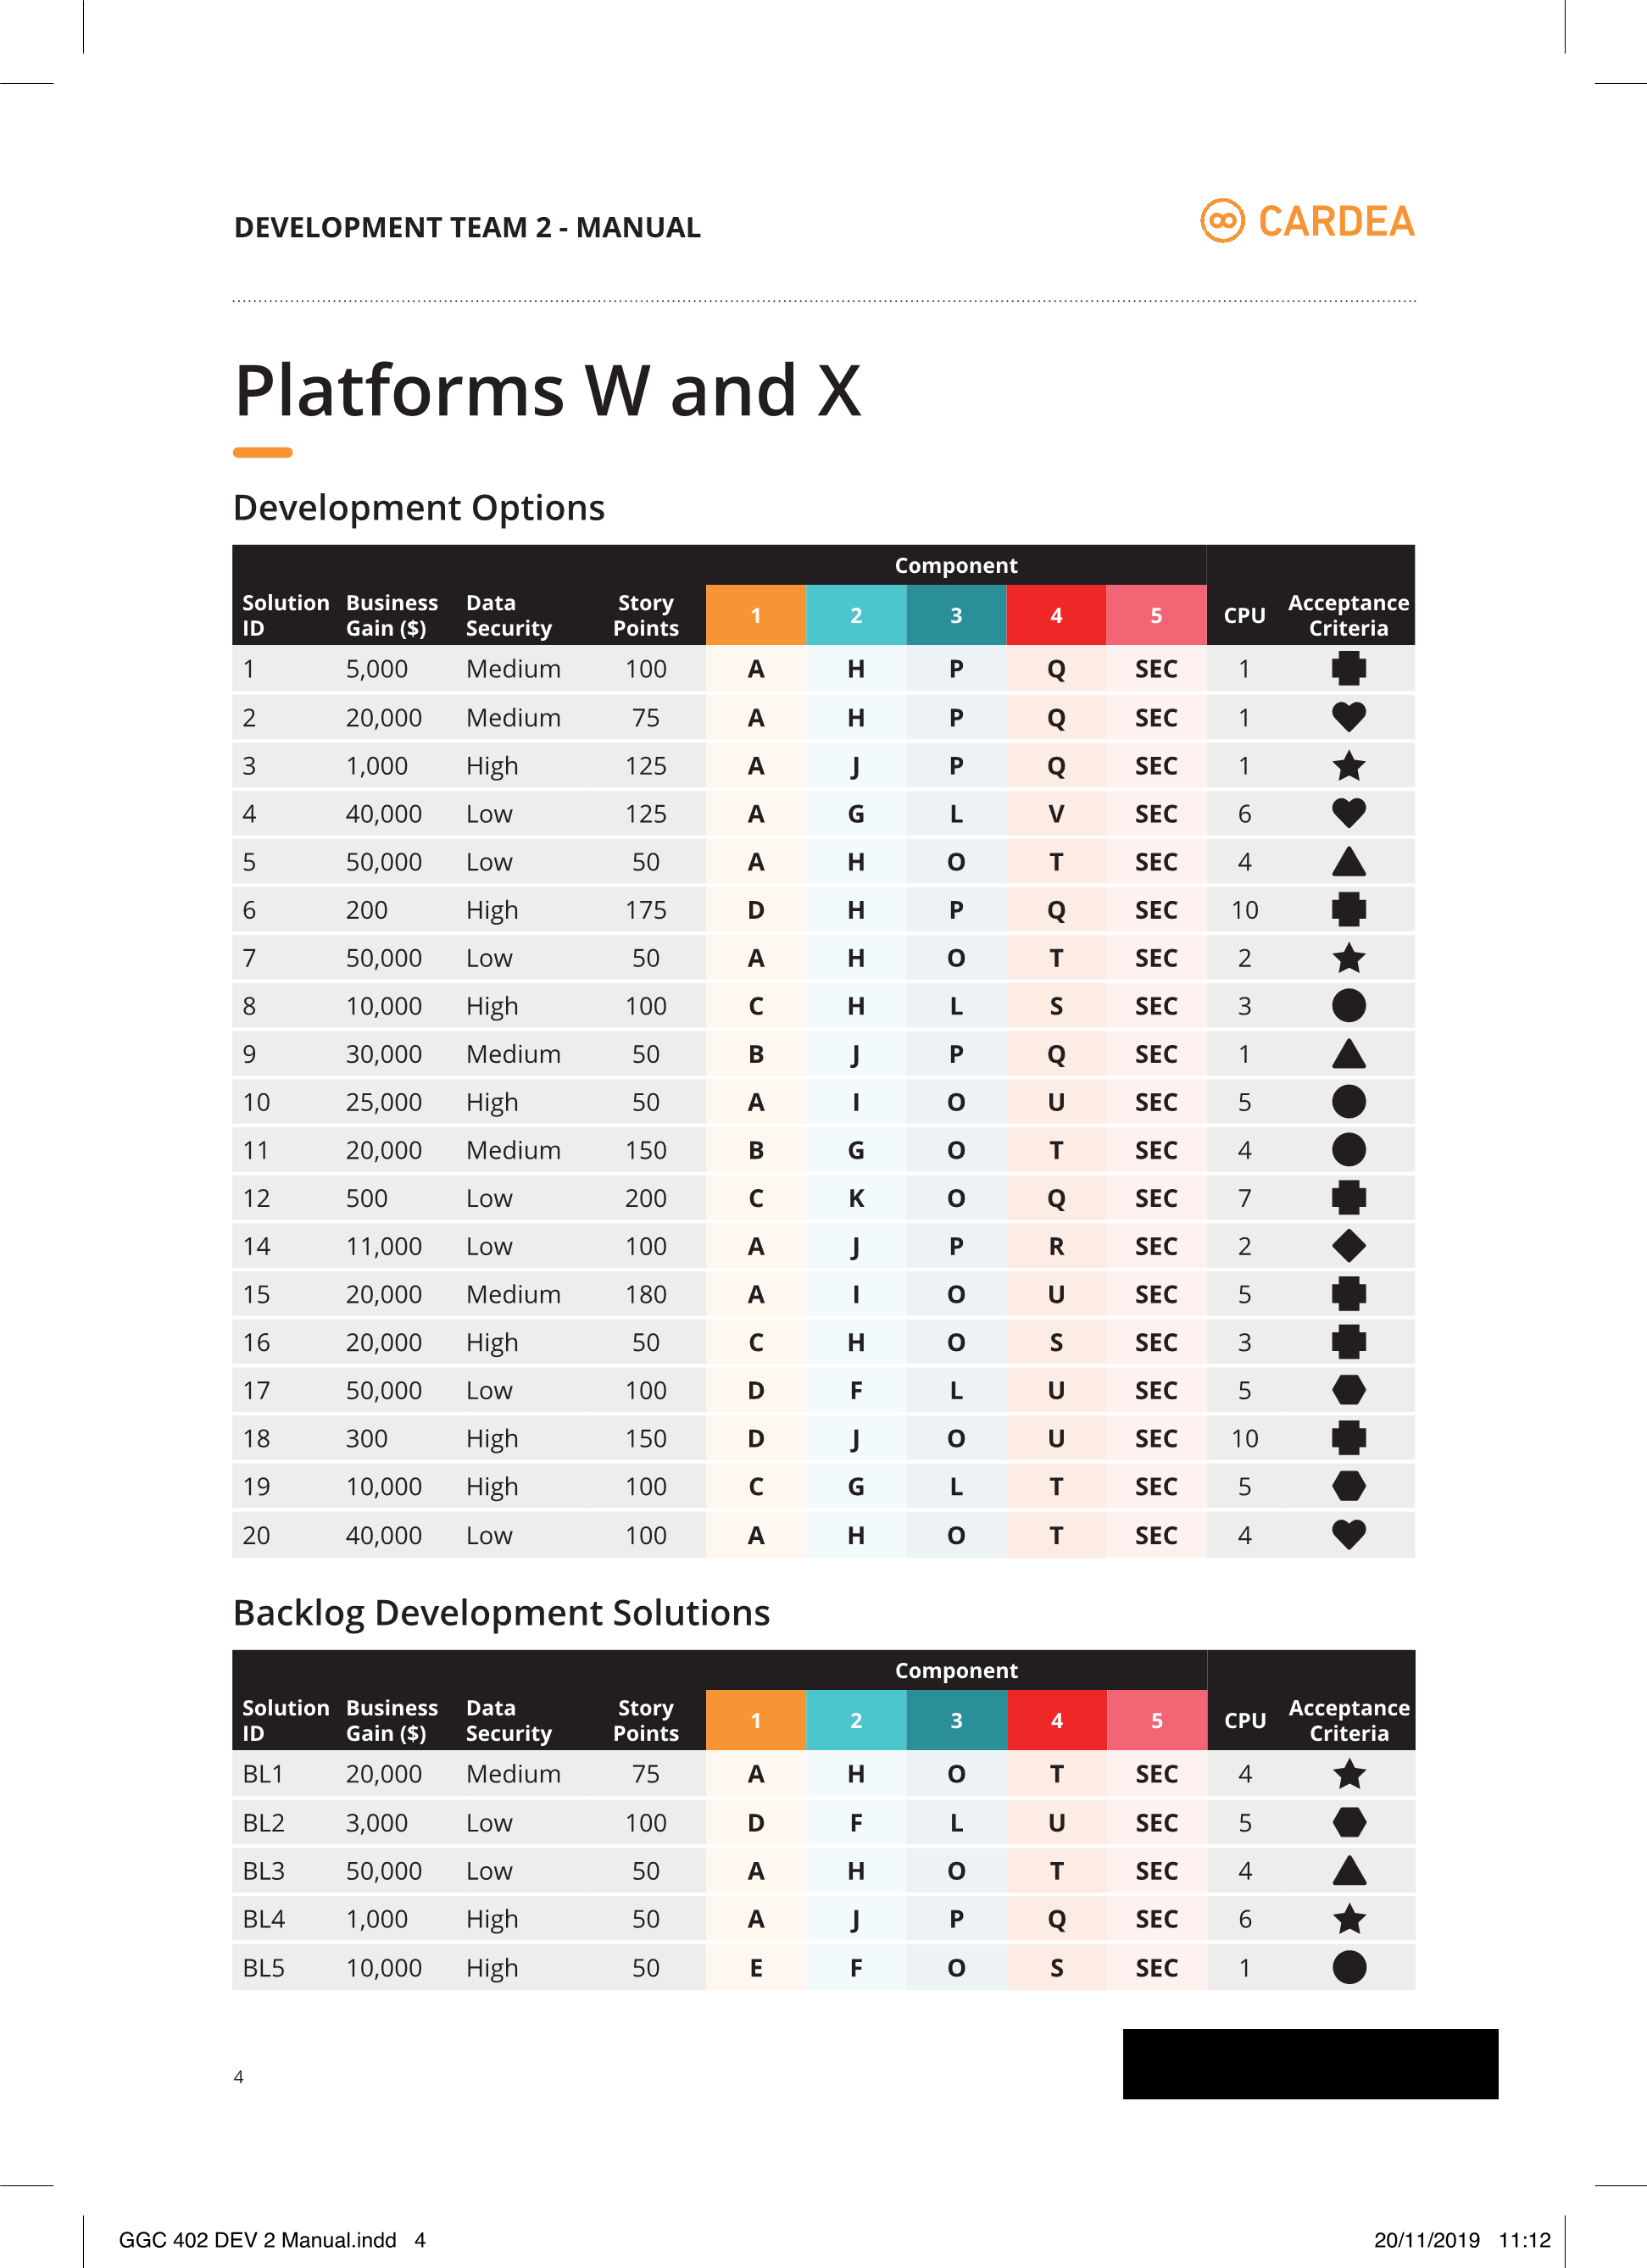 DEVELOPMENT TEAM 2 - MANUAL
CARDEA
Platforms W and X
Development Options
Component
Solution ID Business Gain ($) Data Security Story Points 1 2 3 4 5 CPU Acceptance Criteria
1 5,000 Medium 100 A H P Q SEC 1
2 20,000 Medium 75 A H P Q SEC 1
3 1,000 High 125 A J P Q SEC 1
4 40,000 Low 125 A G L V SEC 6
5 50,000 Low 50 A H O T SEC 4
6 200 High 175 D H P Q SEC 10
7 50,000 Low 50 A H O T SEC 2
8 10,000 High 100 C H L S SEC 3
9 30,000 Medium 50 B J P Q SEC 1
10 25,000 High 50 A I O U SEC 5
11 20,000 Medium 150 B G O T SEC 4
12 500 Low 200 C K O Q SEC 7
14 11,000 Low 100 A J P R SEC 2
15 20,000 Medium 180 A I O U SEC 5
16 20,000 High 50 C H O S SEC 3
17 50,000 Low 100 D F L U SEC 5
18 300 High 150 D J O U SEC 10
19 10,000 High 100 C G L T SEC 5
20 40,000 Low 100 A H O T SEC 4
Backlog Development Solutions
Component
Solution ID Business Gain ($) Data Security Story Points 1 2 3 4 5 CPU Acceptance Criteria
BL1 20,000 Medium 75 A H O T SEC 4
BL2 3,000 Low 100 D F L U SEC 5
BL3 50,000 Low 50 A H O T SEC 4
BL4 1,000 High 50 A J P Q SEC 6
BL5 10,000 High 50 E F O S SEC 1
4
GGC 402 DEV 2 Manual.indd 4 20/11/2019 11:12